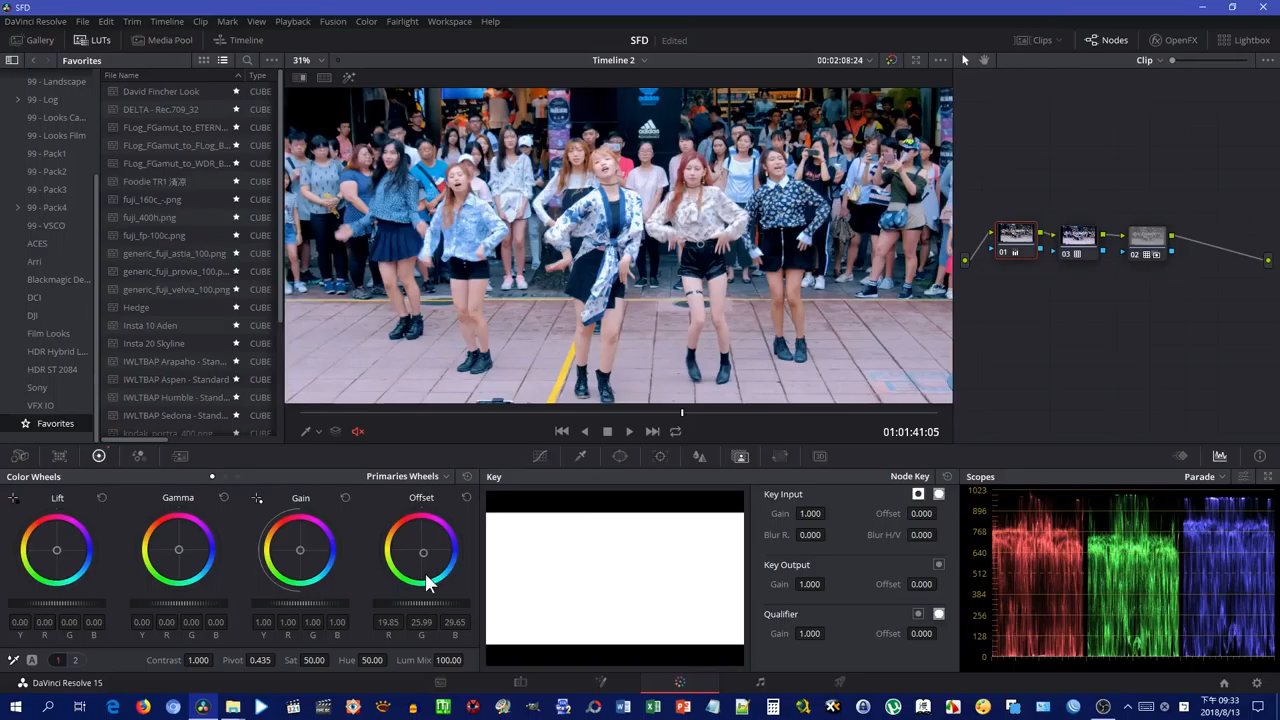 SFD
DaVinci Resolve File Edit Trim Timeline Clip Mark View Playback Fusion Color Fairlight Workspace Help
Gallery LUTs Media Pool Timeline SFD Edited Clips Nodes OpenFX Lightbox
Favorites 31% Timeline 2 00:02:08:24 Clip
File Name Type
99 - Landscape
99 - Log
99 - Looks Ca...
99 - Looks Film
99 - Pack1
99 - Pack2
99 - Pack3
99 - Pack4
99 - VSCO
ACES
Arri
Blackmagic De...
DCI
DJI
Film Looks
HDR Hybrid L...
HDR ST 2084
Sony
VFX IO
Favorites
David Fincher Look CUBE
DELTA - Rec,709_32 CUBE
FLog_FGamut_to_ETERN... CUBE
FLog_FGamut_to_FLog_B... CUBE
FLog_FGamut_to_WDR_B... CUBE
Foodie TR1 清涼 CUBE
fuji_160c_-.png CUBE
fuji_400h.png CUBE
fuji_fp-100c.png CUBE
generic_fuji_astia_100.png CUBE
generic_fuji_provia_100.p... CUBE
generic_fuji_velvia_100.png CUBE
Hedge CUBE
Insta 10 Aden CUBE
Insta 20 Skyline CUBE
IWLTBAP Arapaho - Stan... CUBE
IWLTBAP Aspen - Standard CUBE
IWLTBAP Humble - Stand... CUBE
IWLTBAP Sedona - Stand... CUBE
kodak_portra_400.png CUBE
adidas
adidas
01 03 02
01:01:41:05
Color Wheels Primaries Wheels
Lift Gamma Gain Offset
0.00 0.00 0.00 0.00 0.00 0.00 0.00 0.00 1.00 1.00 1.00 1.00 19.85 25.99 29.65
Y R G B Y R G B Y R G B R G B
A 1 2 Contrast 1.000 Pivot 0.435 Sat 50.00 Hue 50.00 Lum Mix 100.00
Key Node Key
Key Input
Gain 1.000 Offset 0.000
Blur R. 0.000 Blur H/V 0.000
Key Output
Gain 1.000 Offset 0.000
Qualifier
Gain 1.000 Offset 0.000
Scopes Parade
1023
896
768
640
512
384
256
128
0
DaVinci Resolve 15
下午 09:33
2018/8/13